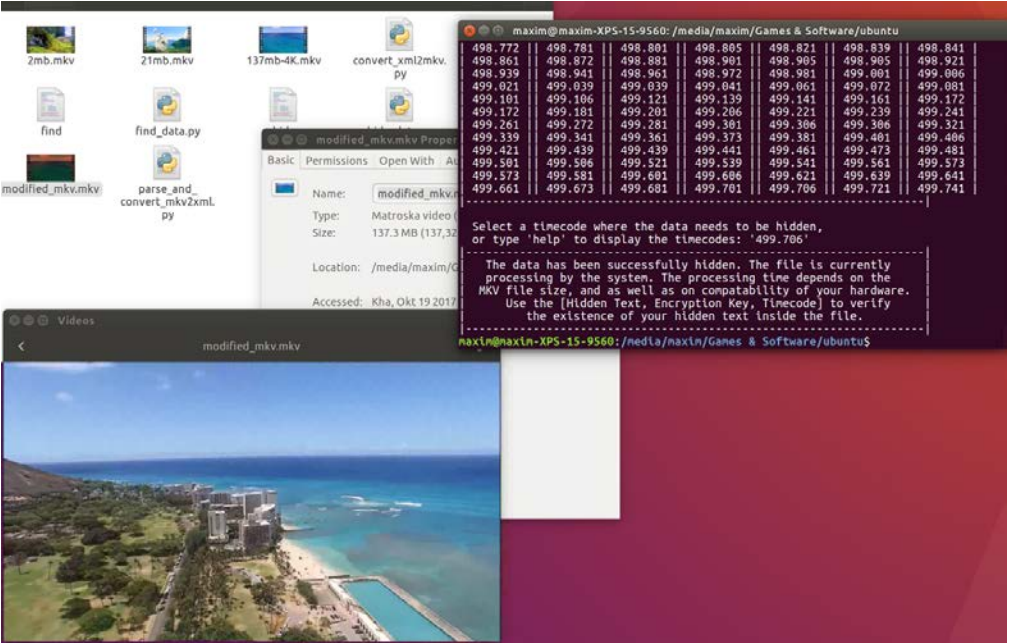 2mb.mkv
21mb.mkv
137mb-4K.mkv
convert_xml2mkv.
py
find
find_data.py
modified_mkv.mkv
parse_and_
convert_mkv2xml.
py
modified_mkv.mkv Proper
Basic Permissions Open With Au
Name: modified_mkv.m
Type: Matroska video (
Size: 137.3 MB (137,32
Location: /media/maxim/G
Accessed: Kha, Okt 19 2017
Videos
modified_mkv.mkv
maxim@maxim-XPS-15-9560: /media/maxim/Games & Software/ubuntu
| 498.772 || 498.781 || 498.801 || 498.805 || 498.821 || 498.839 || 498.841 |
| 498.861 || 498.872 || 498.881 || 498.901 || 498.905 || 498.905 || 498.921 |
| 498.939 || 498.941 || 498.961 || 498.972 || 498.981 || 499.001 || 499.006 |
| 499.021 || 499.039 || 499.039 || 499.041 || 499.061 || 499.072 || 499.081 |
| 499.101 || 499.106 || 499.121 || 499.139 || 499.141 || 499.161 || 499.172 |
| 499.172 || 499.181 || 499.201 || 499.206 || 499.221 || 499.239 || 499.241 |
| 499.261 || 499.272 || 499.281 || 499.301 || 499.306 || 499.306 || 499.321 |
| 499.339 || 499.341 || 499.361 || 499.373 || 499.381 || 499.401 || 499.406 |
| 499.421 || 499.439 || 499.439 || 499.441 || 499.461 || 499.473 || 499.481 |
| 499.501 || 499.506 || 499.521 || 499.539 || 499.541 || 499.561 || 499.573 |
| 499.573 || 499.581 || 499.601 || 499.606 || 499.621 || 499.639 || 499.641 |
| 499.661 || 499.673 || 499.681 || 499.701 || 499.706 || 499.721 || 499.741 |
Select a timecode where the data needs to be hidden,
or type 'help' to display the timecodes: '499.706'
The data has been successfully hidden. The file is currently
processing by the system. The processing time depends on the
MKV file size, and as well as on compatability of your hardware.
Use the [Hidden Text, Encryption Key, Timecode] to verify
the existence of your hidden text inside the file.
maxim@maxim-XPS-15-9560:/media/maxim/Games & Software/ubuntu$